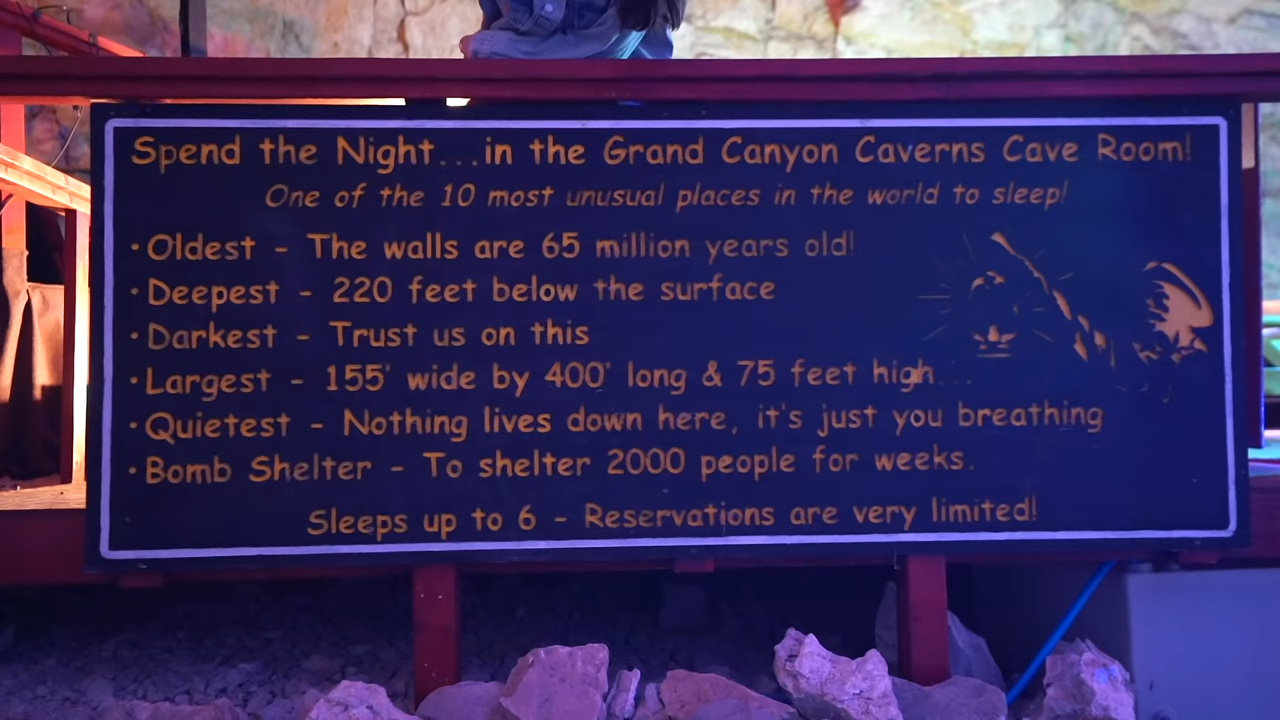 Spend the Night...in the Grand Canyon Caverns Cave Room!
One of the 10 most unusual places in the world to sleep!
• Oldest - The walls are 65 million years old!
• Deepest - 220 feet below the surface
• Darkest - Trust us on this
• Largest - 155' wide by 400' long & 75 feet high...
• Quietest - Nothing lives down here, it's just you breathing
• Bomb Shelter - To shelter 2000 people for weeks.
Sleeps up to 6 - Reservations are very limited!